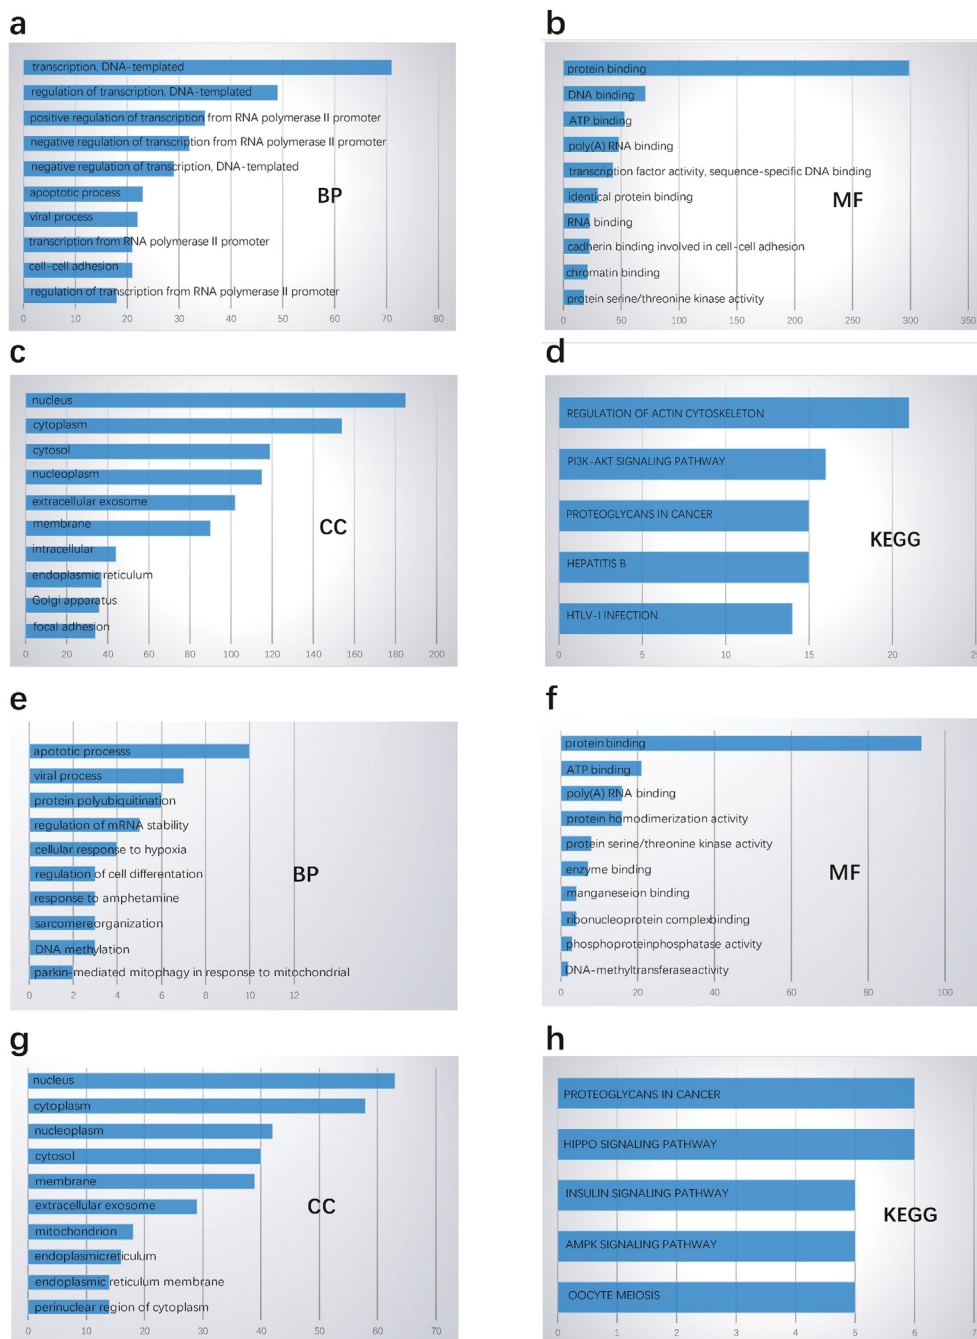 a
transcription, DNA-templated
regulation of transcription, DNA-templated
positive regulation of transcription from RNA polymerase II promoter
negative regulation of transcription from RNA polymerase II promoter
negative regulation of transcription, DNA-templated
apoptotic process
viral process
transcription from RNA polymerase II promoter
cell-cell adhesion
regulation of transcription from RNA polymerase II promoter
BP
0 10 20 30 40 50 60 70 80
b
protein binding
DNA binding
ATP binding
poly(A) RNA binding
transcription factor activity, sequence-specific DNA binding
identical protein binding
RNA binding
cadherin binding involved in cell-cell adhesion
chromatin binding
protein serine/threonine kinase activity
MF
0 50 100 150 200 250 300 350
c
nucleus
cytoplasm
cytosol
nucleoplasm
extracellular exosome
membrane
intracellular
endoplasmic reticulum
Golgi apparatus
focal adhesion
CC
0 20 40 60 80 100 120 140 160 180 200
d
REGULATION OF ACTIN CYTOSKELETON
PI3K-AKT SIGNALING PATHWAY
PROTEOGLYCANS IN CANCER
HEPATITIS B
HTLV-I INFECTION
KEGG
0 5 10 15 20 25
e
apototic processs
viral process
protein polyubiquitination
regulation of mRNA stability
cellular response to hypoxia
regulation of cell differentation
response to amphetamine
sarcomereorganization
DNA methylation
parkin-mediated mitophagy in response to mitochondrial
BP
0 2 4 6 8 10 12
f
protein binding
ATP binding
poly(A) RNA binding
protein homodimerization activity
protein serine/threonine kinase activity
enzyme binding
manganeseion binding
ribonucleoprotein complexbinding
phosphoproteinphosphatase activity
DNA-methyltransferaseactivity
MF
0 20 40 60 80 100
g
nucleus
cytoplasm
nucleoplasm
cytosol
membrane
extracellular exosome
mitochondrion
endoplasmicreticulum
endoplasmic reticulum membrane
perinuclear region of cytoplasm
CC
0 10 20 30 40 50 60 70
h
PROTEOGLYCANS IN CANCER
HIPPO SIGNALING PATHWAY
INSULIN SIGNALING PATHWAY
AMPK SIGNALING PATHWAY
OOCYTE MEIOSIS
KEGG
0 1 2 3 4 5 6 7